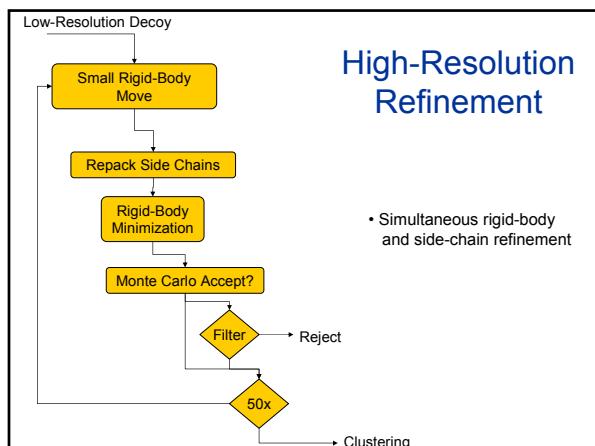 Low-Resolution Decoy
High-Resolution
Refinement
Small Rigid-Body
Move
Repack Side Chains
Rigid-Body
Minimization
• Simultaneous rigid-body
and side-chain refinement
Monte Carlo Accept?
Filter
Reject
50x
Clustering